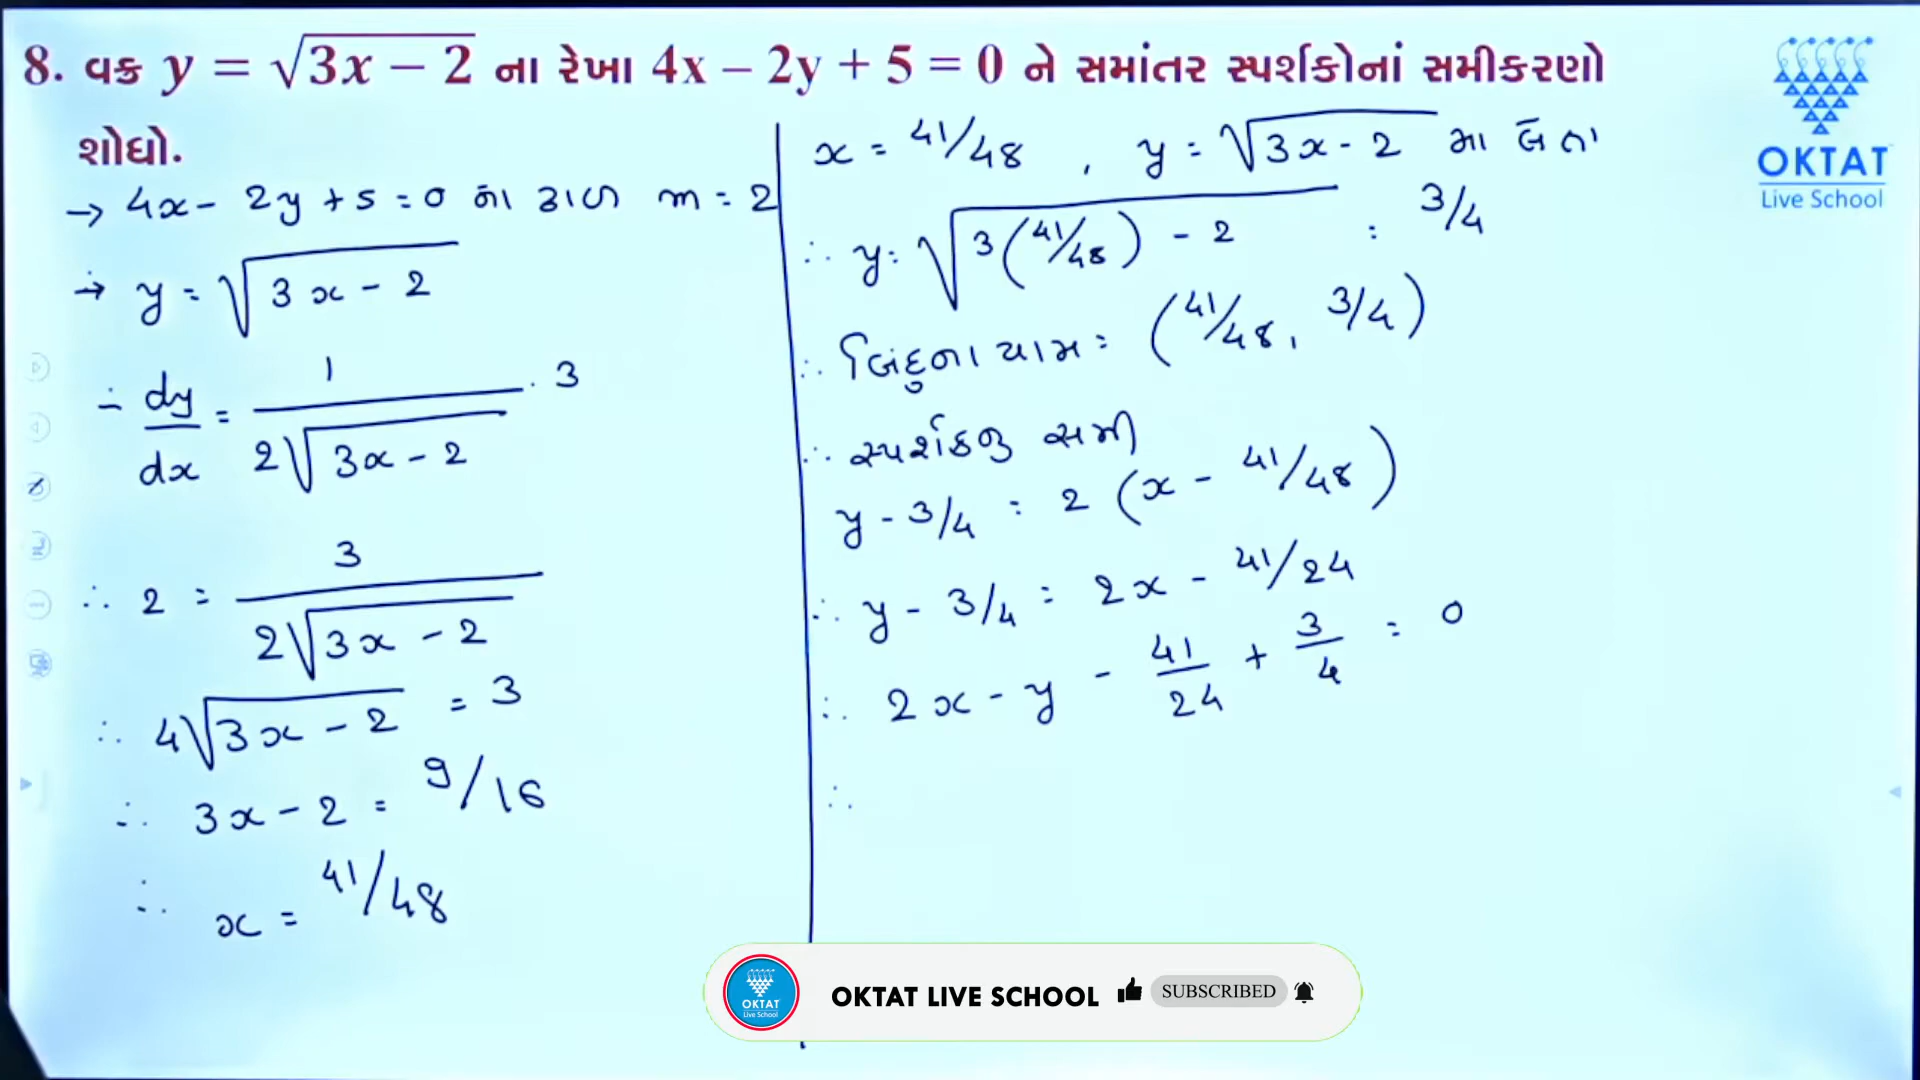 8. વક્ર y = √3x – 2 ના રેખા 4x – 2y + 5 = 0 ને સમાંતર સ્પર્શકોનાં સમીકરણો
શોધો.
→ 4x - 2y + 5 = 0 ના ઢાળ m = 2
→ y = √3x - 2
∴ dy/dx = 1/2√3x - 2 . 3
∴ 2 = 3/2√3x - 2
∴ 4√3x - 2 = 3
∴ 3x - 2 = 9/16
∴ x = 41/48
x = 41/48 , y = √3x - 2 મા લેતા
∴ y = √3(41/48) - 2 = 3/4
∴ બિંદુના યામ = (41/48, 3/4)
∴ સ્પર્શકનુ સમી
y - 3/4 = 2 (x - 41/48)
∴ y - 3/4 = 2x - 41/24
∴ 2x - y - 41/24 + 3/4 = 0
∴
OKTAT
Live School
OKTAT
Live School
OKTAT LIVE SCHOOL
SUBSCRIBED